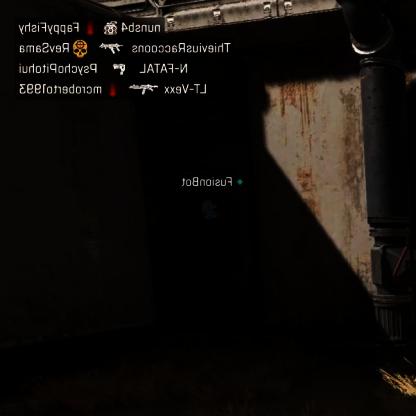 nunsb4 FappyFishy
ThieviusRaccoons RevSama
N-FATAL PsychoPitohui
LT-Vexx mcroberto1993
FusionBot